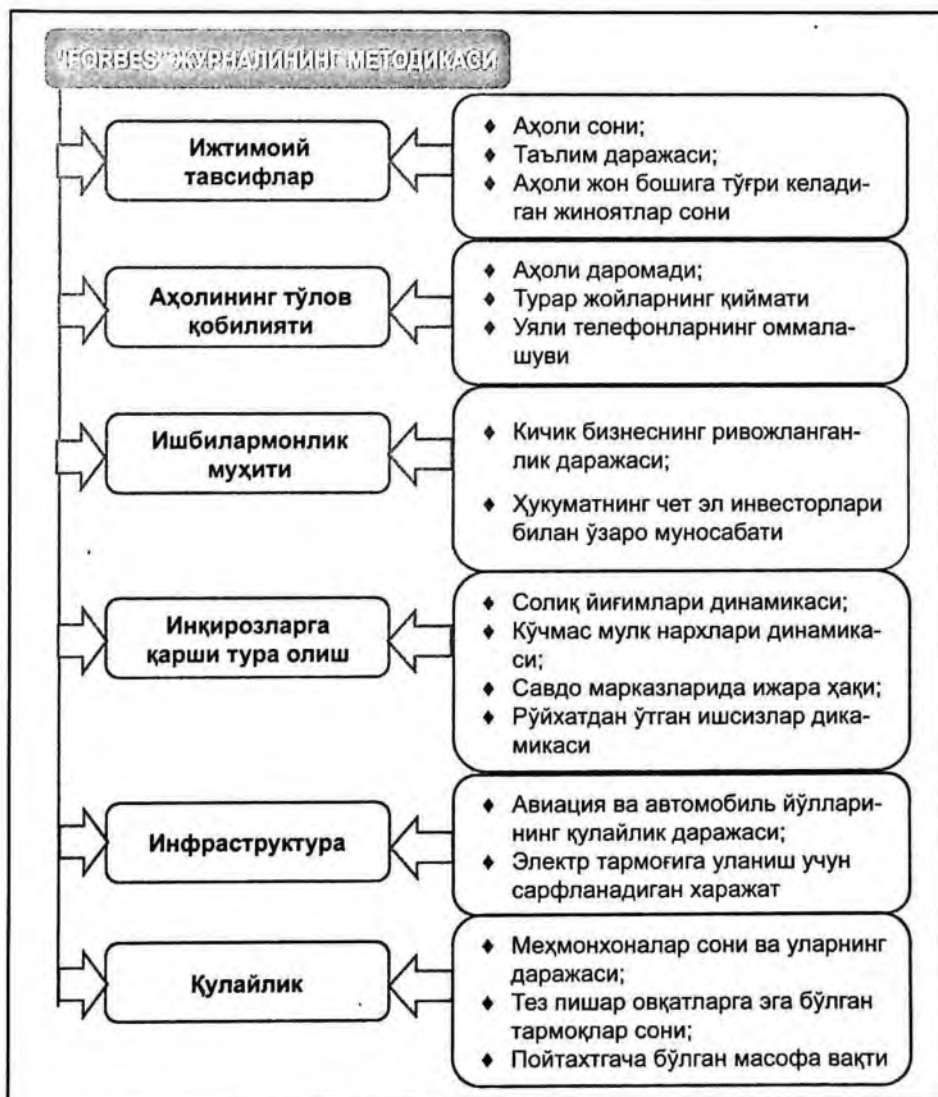 "FORBES" ЖУРНАЛИНИНГ МЕТОДИКАСИ
Ижтимоий
тавсифлар
♦ Аҳоли сони;
♦ Таълим даражаси;
♦ Аҳоли жон бошига тўғри келади-
ган жиноятлар сони
Аҳолининг тўлов
қобилияти
♦ Аҳоли даромади;
♦ Турар жойларнинг қиймати
♦ Уяли телефонларнинг оммала-
шуви
Ишбилармонлик
муҳити
♦ Кичик бизнеснинг ривожланган-
лик даражаси;
♦ Ҳукуматнинг чет эл инвесторлари
билан ўзаро муносабати
Инқирозларга
қарши тура олиш
♦ Солиқ йиғимлари динамикаси;
♦ Кўчмас мулк нархлари динамика-
си;
♦ Савдо марказларида ижара ҳақи;
♦ Рўйхатдан ўтган ишсизлар дика-
микаси
Инфраструктура
♦ Авиация ва автомобиль йўллари-
нинг қулайлик даражаси;
♦ Электр тармоғига уланиш учун
сарфланадиган харажат
Қулайлик
♦ Меҳмонхоналар сони ва уларнинг
даражаси;
♦ Тез пишар овқатларга эга бўлган
тармоқлар сони;
♦ Пойтахтгача бўлган масофа вақти